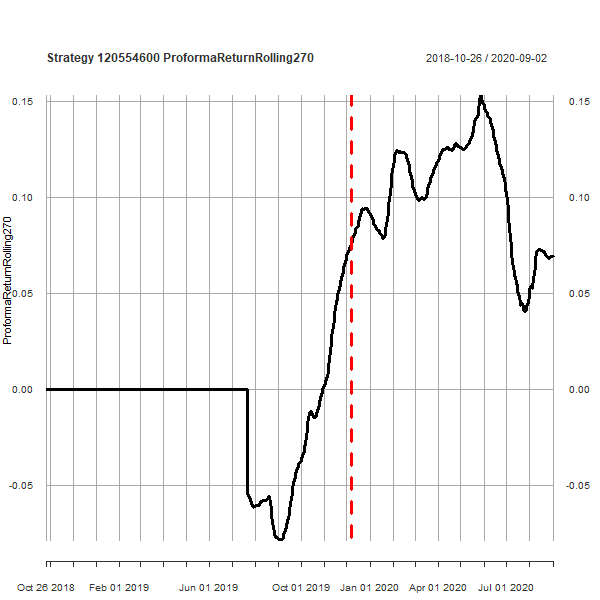 Strategy 120554600 ProformaReturnRolling270
2018-10-26 / 2020-09-02
ProformaReturnRolling270
0.15
0.10
0.05
0.00
-0.05
0.15
0.10
0.05
0.00
-0.05
Oct 26 2018
Feb 01 2019
Jun 01 2019
Oct 01 2019
Jan 01 2020
Apr 01 2020
Jul 01 2020